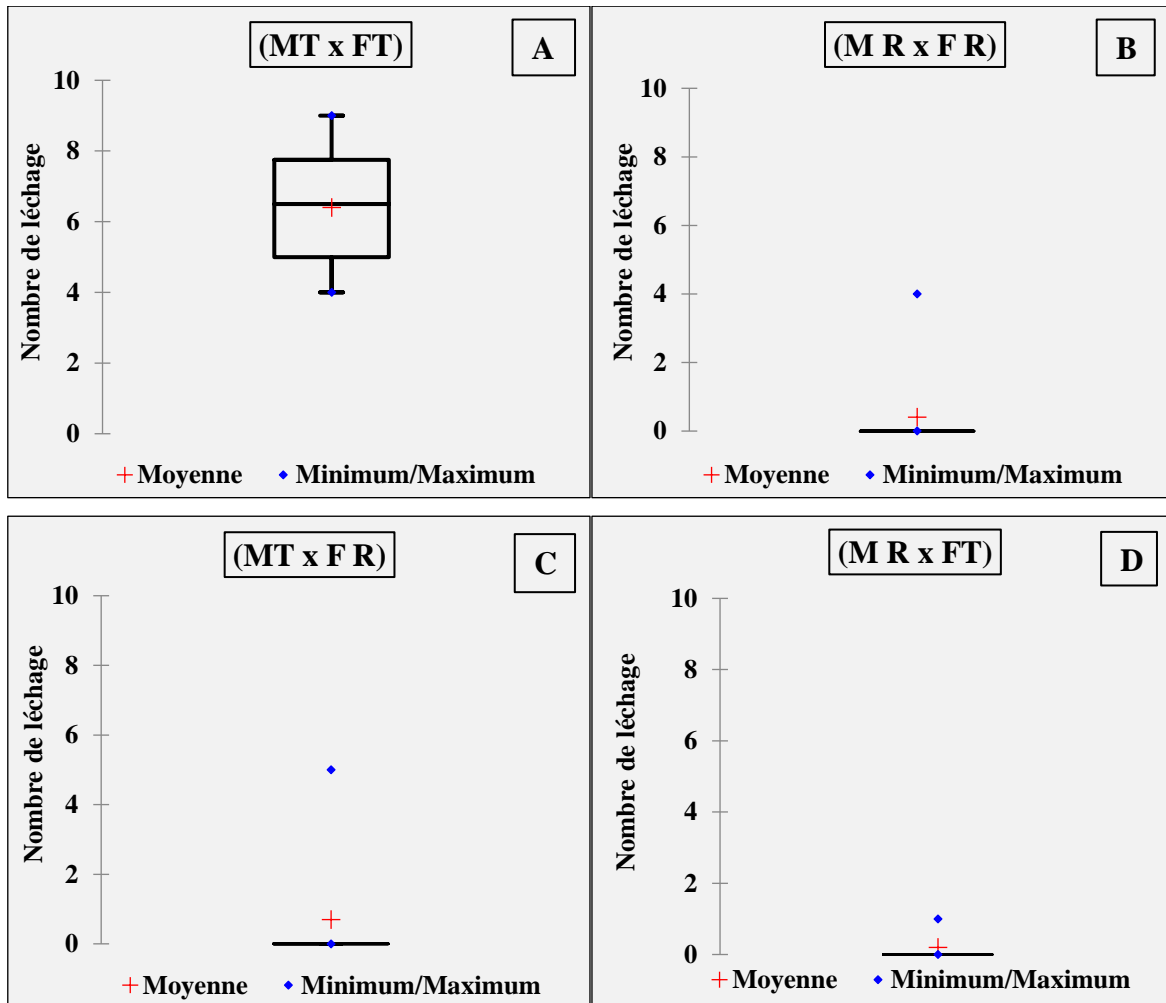 (MT x FT)
A
Nombre de léchage
10
8
6
4
2
0
Moyenne Minimum/Maximum
(M R x F R)
B
Nombre de léchage
10
8
6
4
2
0
Moyenne Minimum/Maximum
(MT x F R)
C
Nombre de léchage
10
8
6
4
2
0
Moyenne Minimum/Maximum
(M R x FT)
D
Nombre de léchage
10
8
6
4
2
0
Moyenne Minimum/Maximum